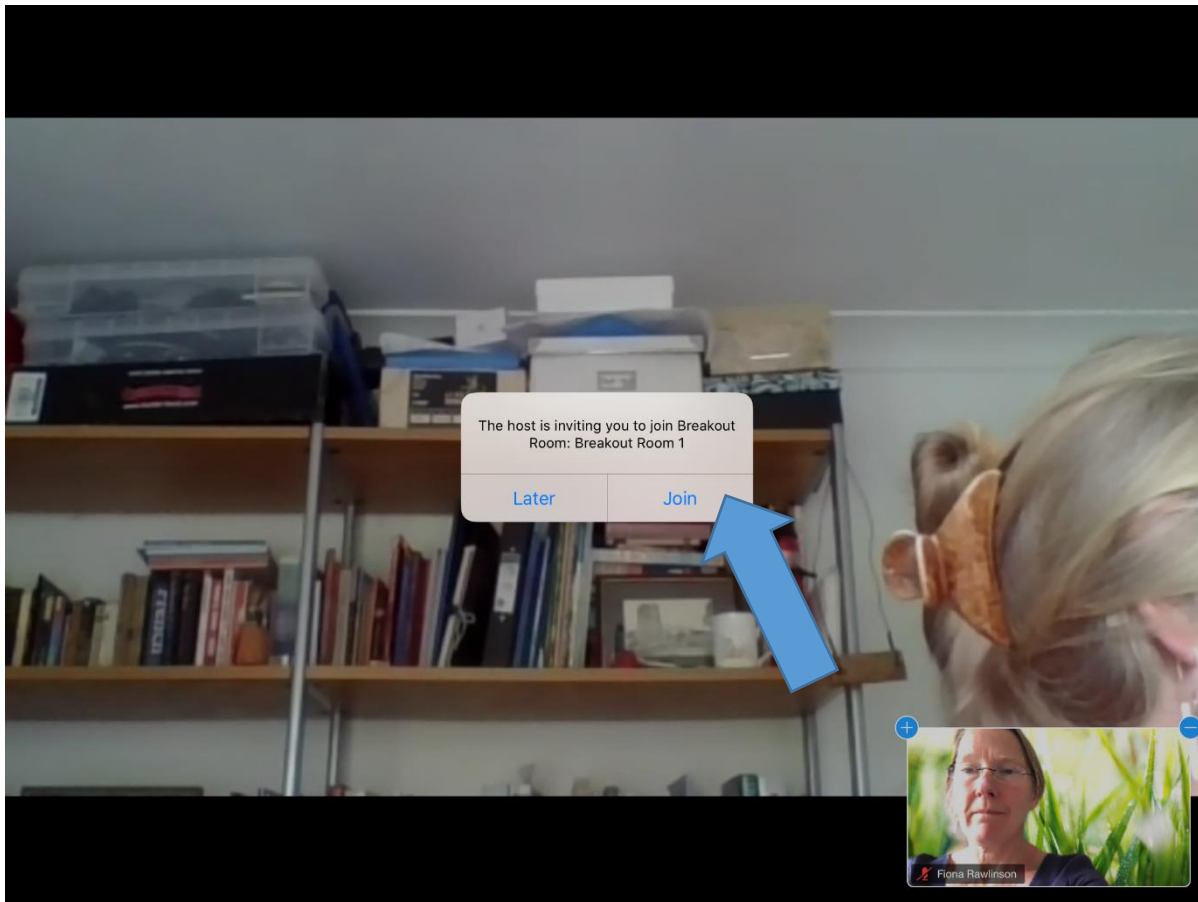 The host is inviting you to join Breakout
Room: Breakout Room 1
Later
Join
Fiona Rawlinson